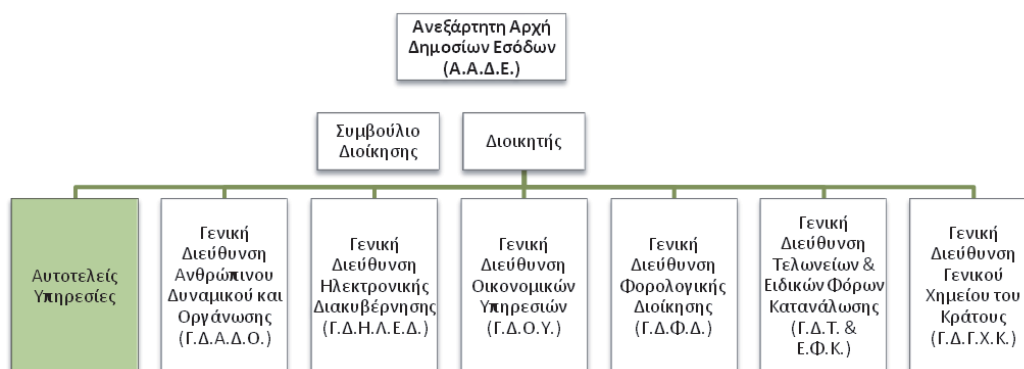 Ανεξάρτητη Αρχή
Δημοσίων Εσόδων
(Α.Α.Δ.Ε.)
Συμβούλιο
Διοίκησης
Διοικητής
Αυτοτελείς
Υπηρεσίες
Γενική
Διεύθυνση
Ανθρώπινου
Δυναμικού και
Οργάνωσης
(Γ.Δ.Α.Δ.Ο.)
Γενική
Διεύθυνση
Ηλεκτρονικής
Διακυβέρνησης
(Γ.Δ.Η.Λ.Ε.Δ.)
Γενική
Διεύθυνση
Οικονομικών
Υπηρεσιών
(Γ.Δ.Ο.Υ.)
Γενική
Διεύθυνση
Φορολογικής
Διοίκησης
(Γ.Δ.Φ.Δ.)
Γενική
Διεύθυνση
Τελωνείων &
Ειδικών Φόρων
Κατανάλωσης
(Γ.Δ.Τ. &
Ε.Φ.Κ.)
Γενική
Διεύθυνση
Γενικού
Χημείου του
Κράτους
(Γ.Δ.Γ.Χ.Κ.)